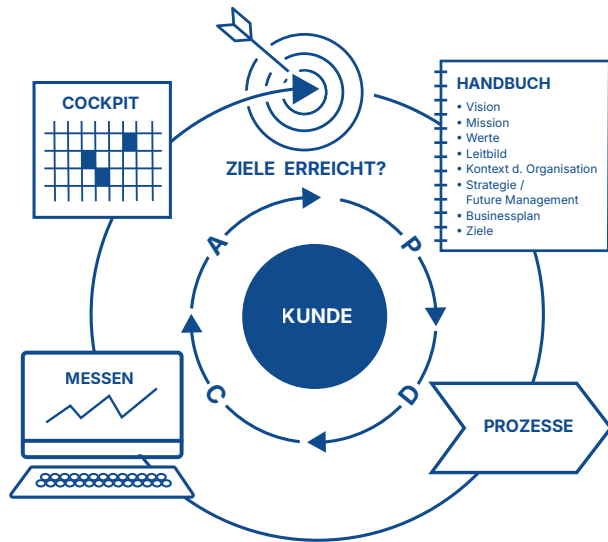 COCKPIT
ZIELE ERREICHT?
HANDBUCH
• Vision
• Mission
• Werte
• Leitbild
• Kontext d. Organisation
• Strategie /
Future Management
• Businessplan
• Ziele
A
P
KUNDE
C
D
MESSEN
PROZESSE